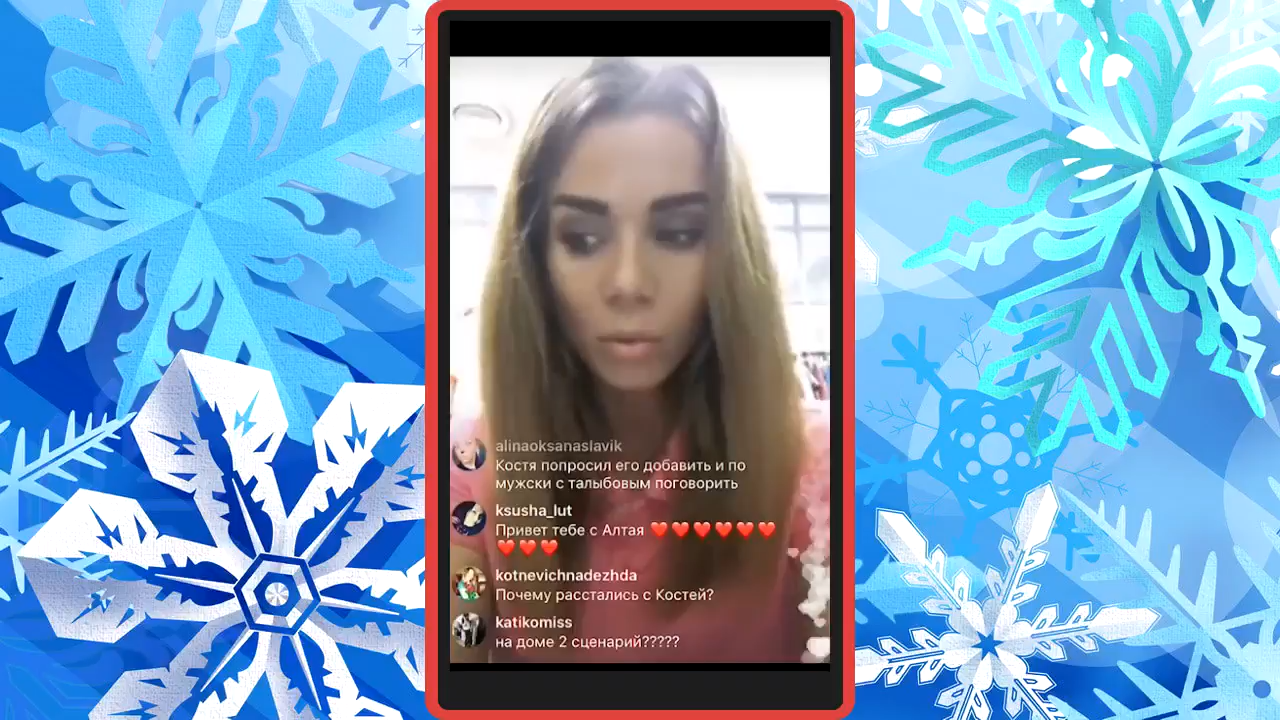 alinaoksanaslavik
Костя попросил его добавить и по
мужски с талыбовым поговорить
ksusha_lut
Привет тебе с Алтая ❤️❤️❤️❤️❤️❤️
❤️❤️❤️
kotnevichnadezhda
Почему расстались с Костей?
katikomiss
на доме 2 сценарий?????